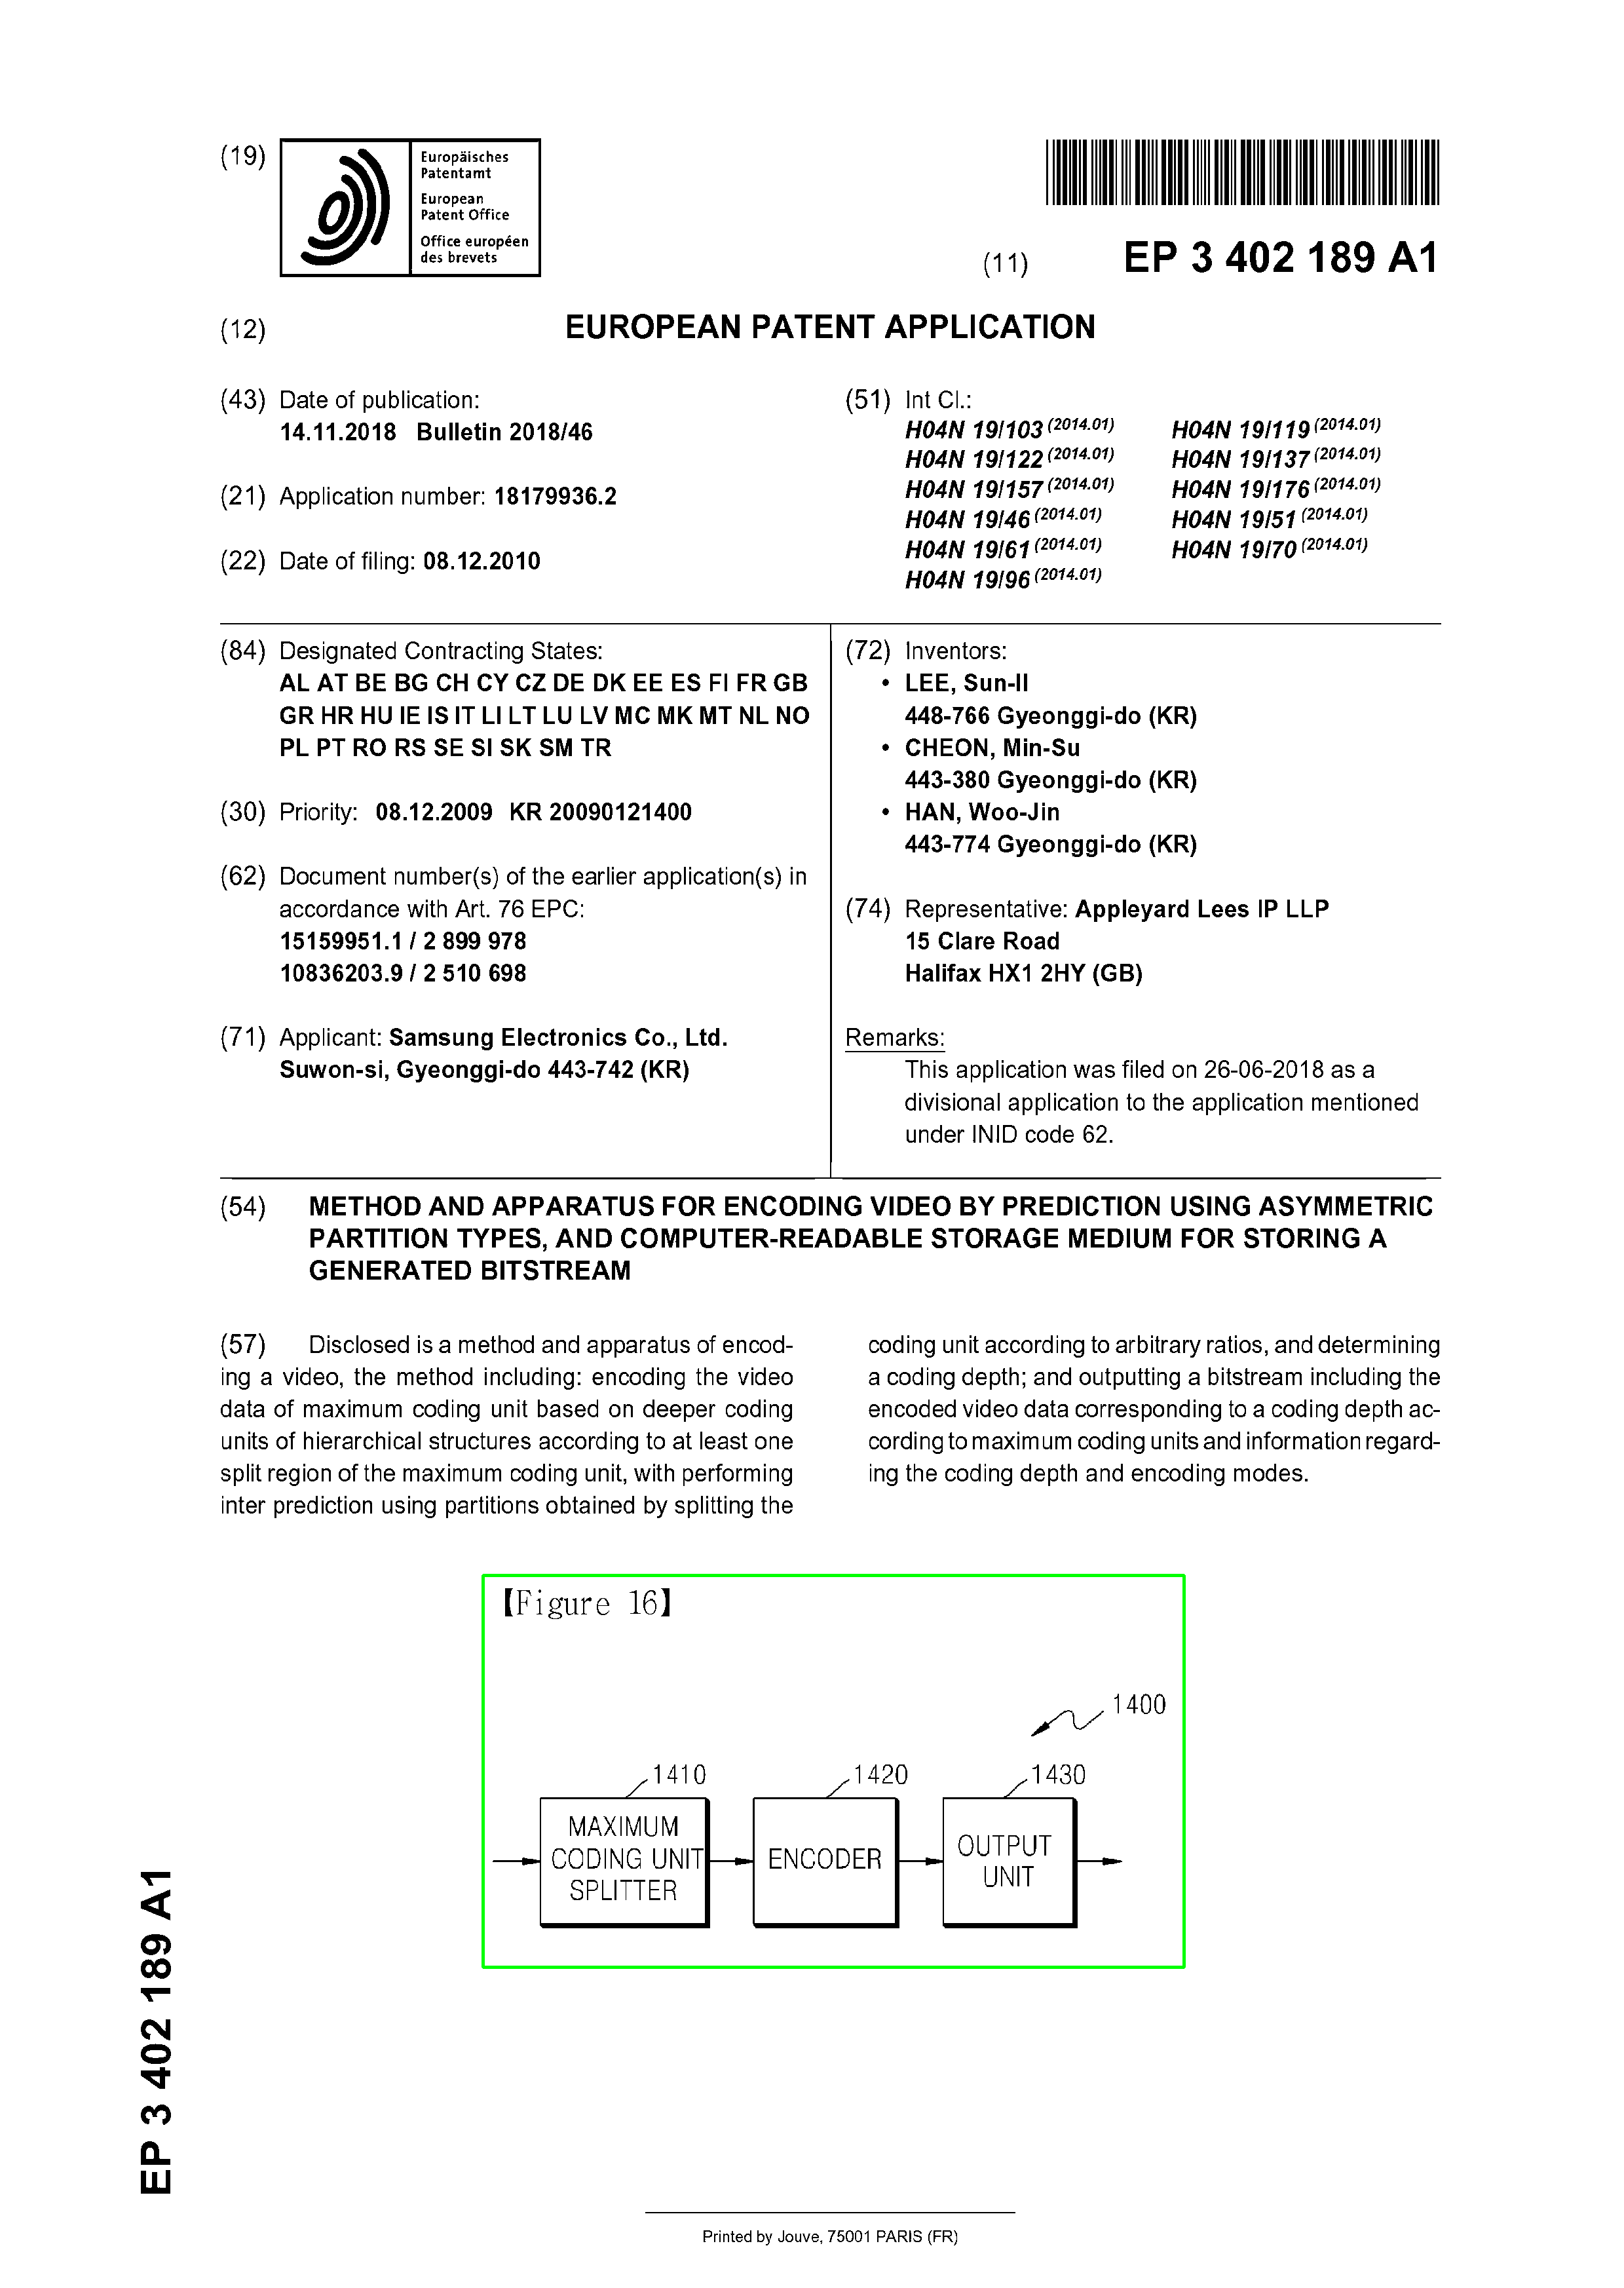 (19)
Europäisches
Patentamt
European
Patent Office
Office européen
des brevets
(11) EP 3 402 189 A1
(12) EUROPEAN PATENT APPLICATION
(43) Date of publication:
14.11.2018 Bulletin 2018/46
(21) Application number: 18179936.2
(22) Date of filing: 08.12.2010
(51) Int Cl.:
H04N 19/103 (2014.01) H04N 19/119 (2014.01)
H04N 19/122 (2014.01) H04N 19/137 (2014.01)
H04N 19/157 (2014.01) H04N 19/176 (2014.01)
H04N 19/46 (2014.01) H04N 19/51 (2014.01)
H04N 19/61 (2014.01) H04N 19/70 (2014.01)
H04N 19/96 (2014.01)
(84) Designated Contracting States:
AL AT BE BG CH CY CZ DE DK EE ES FI FR GB
GR HR HU IE IS IT LI LT LU LV MC MK MT NL NO
PL PT RO RS SE SI SK SM TR
(30) Priority: 08.12.2009 KR 20090121400
(62) Document number(s) of the earlier application(s) in
accordance with Art. 76 EPC:
15159951.1 / 2 899 978
10836203.9 / 2 510 698
(71) Applicant: Samsung Electronics Co., Ltd.
Suwon-si, Gyeonggi-do 443-742 (KR)
(72) Inventors:
• LEE, Sun-Il
448-766 Gyeonggi-do (KR)
• CHEON, Min-Su
443-380 Gyeonggi-do (KR)
• HAN, Woo-Jin
443-774 Gyeonggi-do (KR)
(74) Representative: Appleyard Lees IP LLP
15 Clare Road
Halifax HX1 2HY (GB)
Remarks:
This application was filed on 26-06-2018 as a
divisional application to the application mentioned
under INID code 62.
(54) METHOD AND APPARATUS FOR ENCODING VIDEO BY PREDICTION USING ASYMMETRIC
PARTITION TYPES, AND COMPUTER-READABLE STORAGE MEDIUM FOR STORING A
GENERATED BITSTREAM
(57) Disclosed is a method and apparatus of encod-
ing a video, the method including: encoding the video
data of maximum coding unit based on deeper coding
units of hierarchical structures according to at least one
split region of the maximum coding unit, with performing
inter prediction using partitions obtained by splitting the
coding unit according to arbitrary ratios, and determining
a coding depth; and outputting a bitstream including the
encoded video data corresponding to a coding depth ac-
cording to maximum coding units and information regard-
ing the coding depth and encoding modes.
【Figure 16】
1400
1410
1420
1430
MAXIMUM
CODING UNIT
SPLITTER
ENCODER
OUTPUT
UNIT
EP 3 402 189 A1
Printed by Jouve, 75001 PARIS (FR)